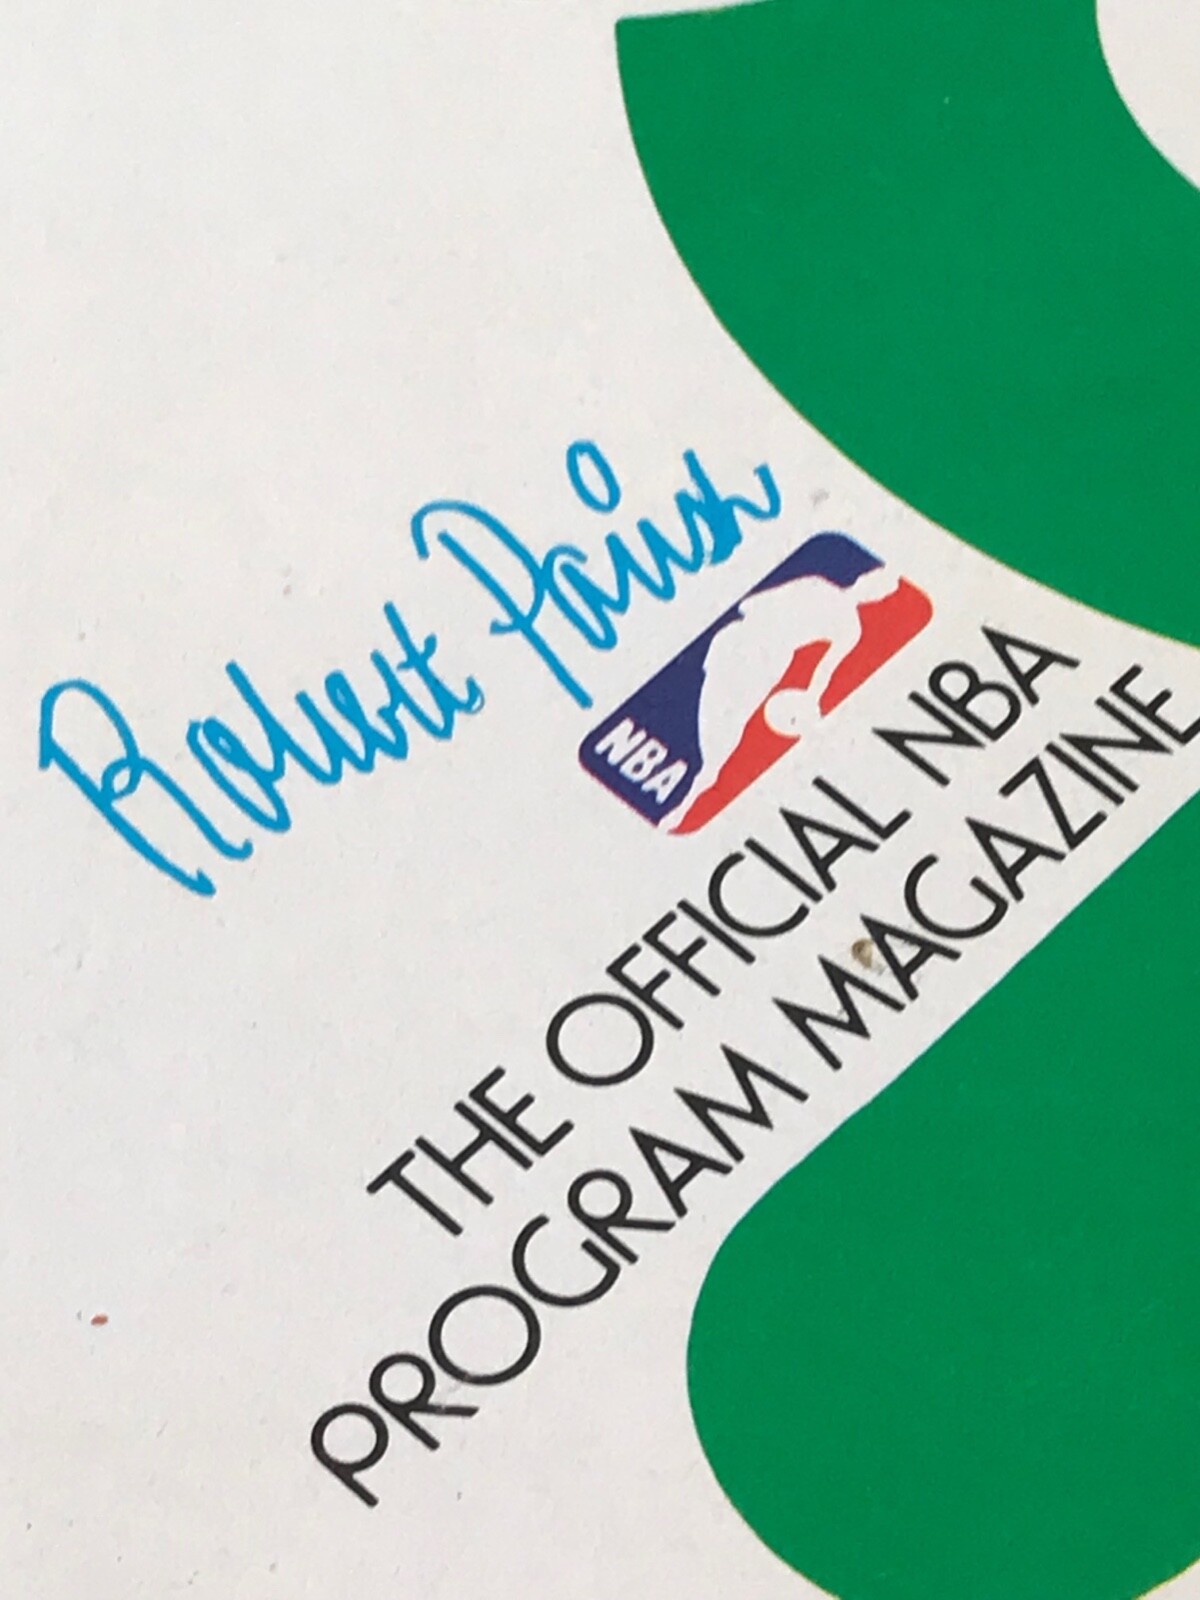 Robert Parish
NBA
THE OFFICIAL NBA
PROGRAM MAGAZINE